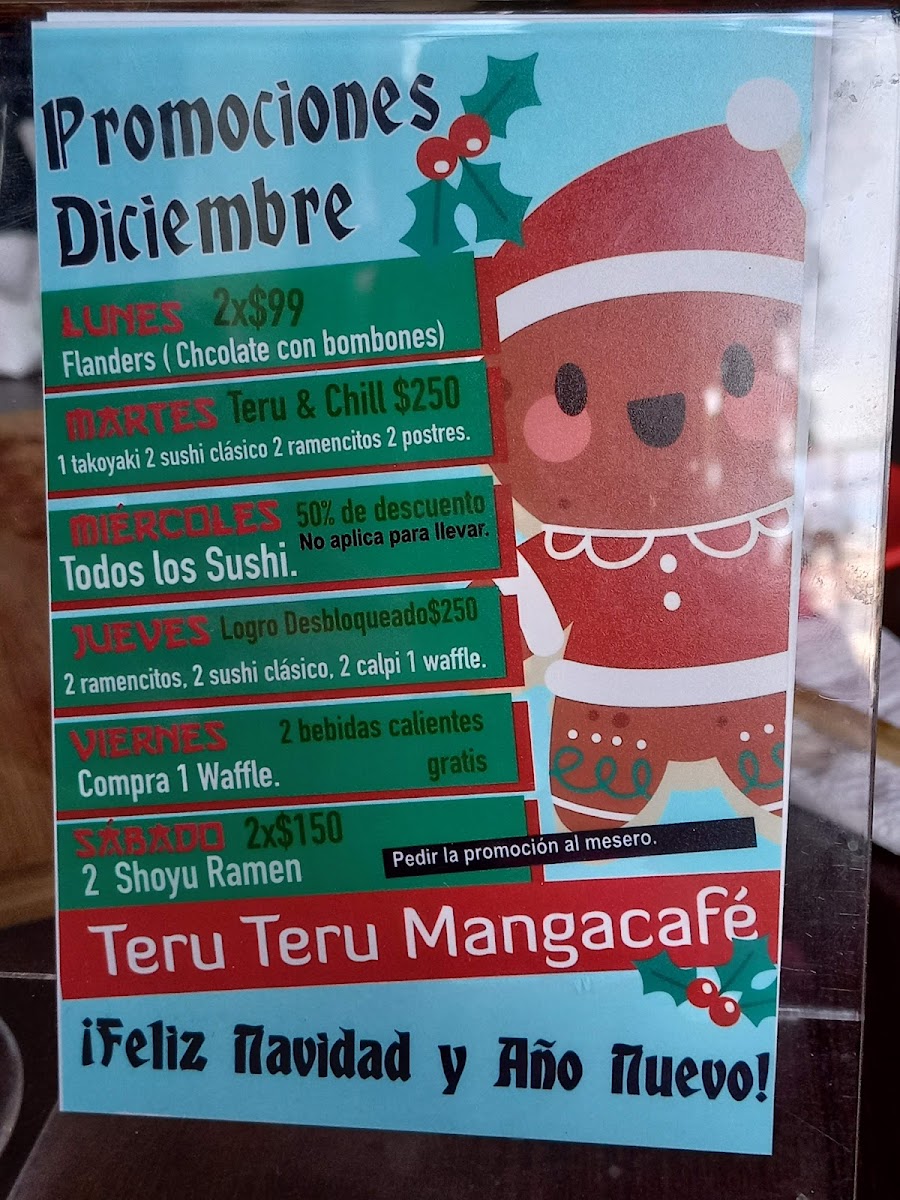 Promociones
Diciembre
LUNES 2x$99
Flanders ( Chcolate con bombones)
MARTES Teru & Chill $250
1 takoyaki 2 sushi clásico 2 ramencitos 2 postres.
MIÉRCOLES 50% de descuento
No aplica para llevar.
Todos los Sushi.
JUEVES Logro Desbloqueado$250
2 ramencitos, 2 sushi clásico, 2 calpi 1 waffle.
VIERNES 2 bebidas calientes
gratis
Compra 1 Waffle.
SÁBADO 2x$150
2 Shoyu Ramen
Pedir la promoción al mesero.
Teru Teru Mangacafé
¡Feliz Navidad y Año Nuevo!